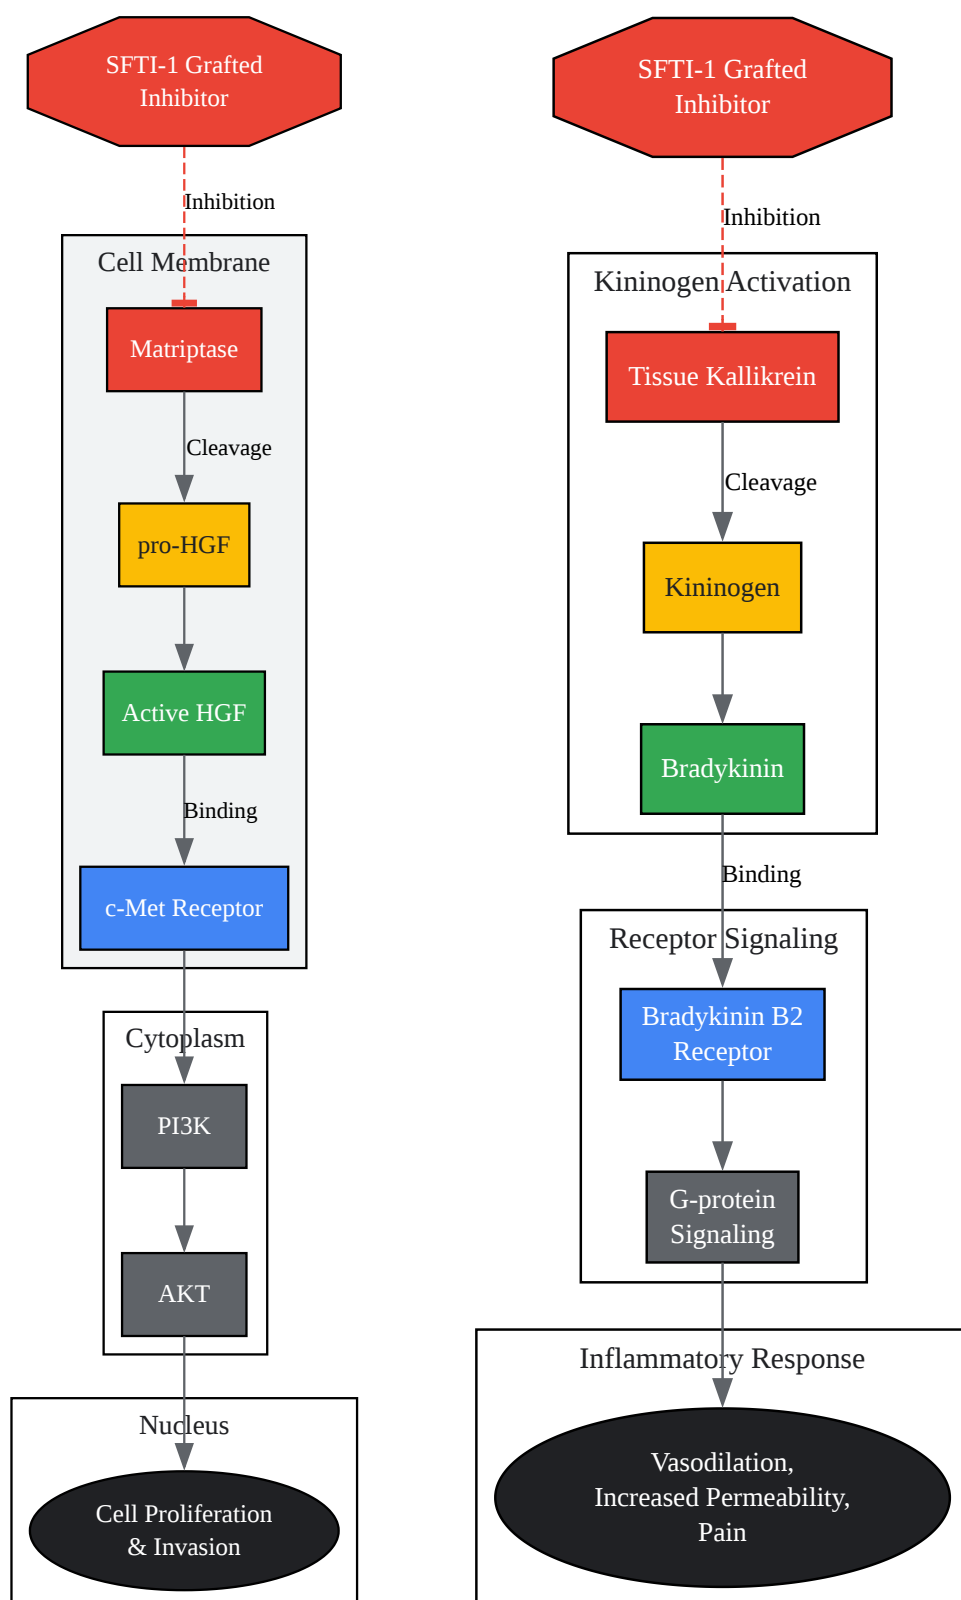 SFTI-1 Grafted
Inhibitor
Inhibition
Cell Membrane
Matriptase
Cleavage
pro-HGF
Active HGF
Binding
c-Met Receptor
Cytoplasm
PI3K
AKT
Nucleus
Cell Proliferation
& Invasion
SFTI-1 Grafted
Inhibitor
Inhibition
Kininogen Activation
Tissue Kallikrein
Cleavage
Kininogen
Bradykinin
Binding
Receptor Signaling
Bradykinin B2
Receptor
G-protein
Signaling
Inflammatory Response
Vasodilation,
Increased Permeability,
Pain